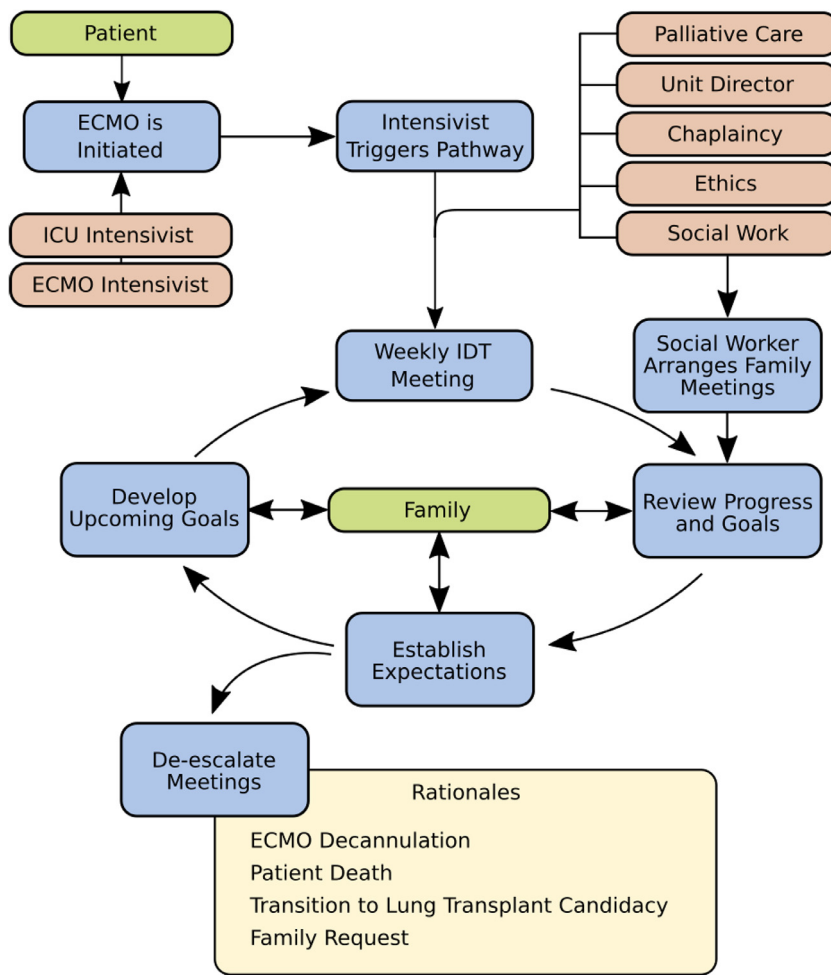 Patient
ECMO is
Initiated
ICU Intensivist
ECMO Intensivist
Intensivist
Triggers Pathway
Palliative Care
Unit Director
Chaplaincy
Ethics
Social Work
Social Worker
Arranges Family
Meetings
Weekly IDT
Meeting
Develop
Upcoming Goals
Family
Review Progress
and Goals
Establish
Expectations
De-escalate
Meetings
Rationales
ECMO Decannulation
Patient Death
Transition to Lung Transplant Candidacy
Family Request